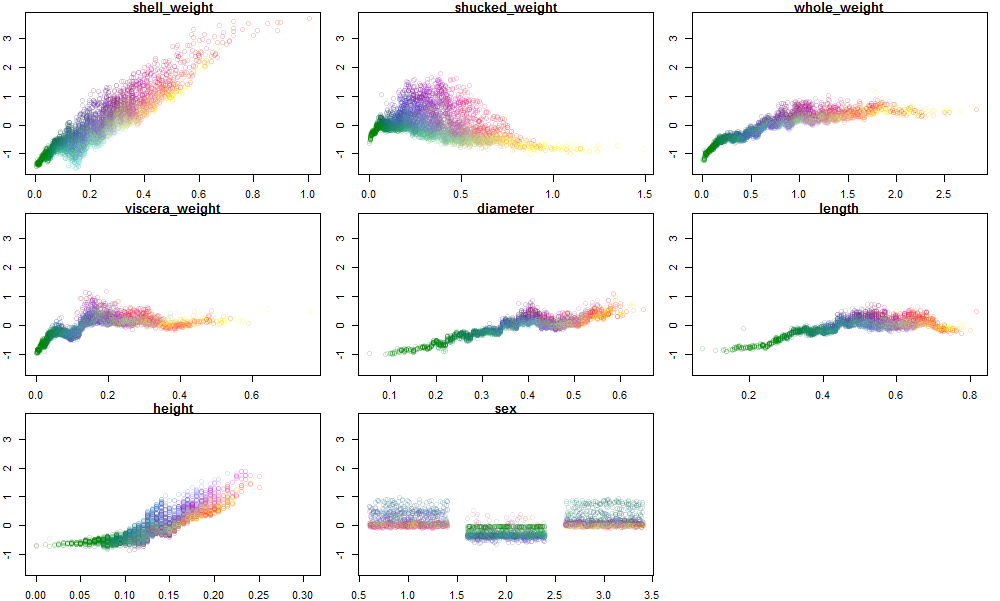 shell_weight
shucked_weight
whole_weight
3
2
1
0
-1
0.0 0.2 0.4 0.6 0.8 1.0
3
2
1
0
-1
0.0 0.5 1.0 1.5
3
2
1
0
-1
0.0 0.5 1.0 1.5 2.0 2.5
viscera_weight
diameter
length
3
2
1
0
-1
0.0 0.2 0.4 0.6
3
2
1
0
-1
0.1 0.2 0.3 0.4 0.5 0.6
3
2
1
0
-1
0.2 0.4 0.6 0.8
height
sex
3
2
1
0
-1
0.00 0.05 0.10 0.15 0.20 0.25 0.30
3
2
1
0
-1
0.5 1.0 1.5 2.0 2.5 3.0 3.5